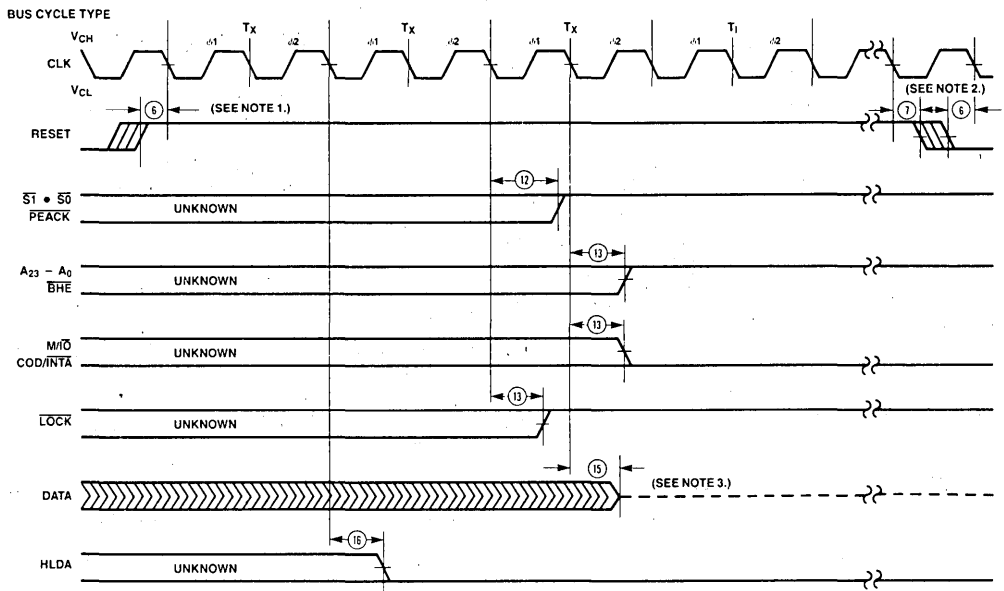 BUS CYCLE TYPE
TX TX TX TI
VCH
ϕ1 ϕ2 ϕ1 ϕ2 ϕ1 ϕ2 ϕ1 ϕ2
CLK
VCL
6 (SEE NOTE 1.) (SEE NOTE 2.)
7 6
RESET
12
S1 • S0
PEACK
UNKNOWN
13
A23 – A0
BHE
UNKNOWN
13
M/IO
COD/INTA
UNKNOWN
13
LOCK
UNKNOWN
15
DATA
(SEE NOTE 3.)
16
HLDA
UNKNOWN